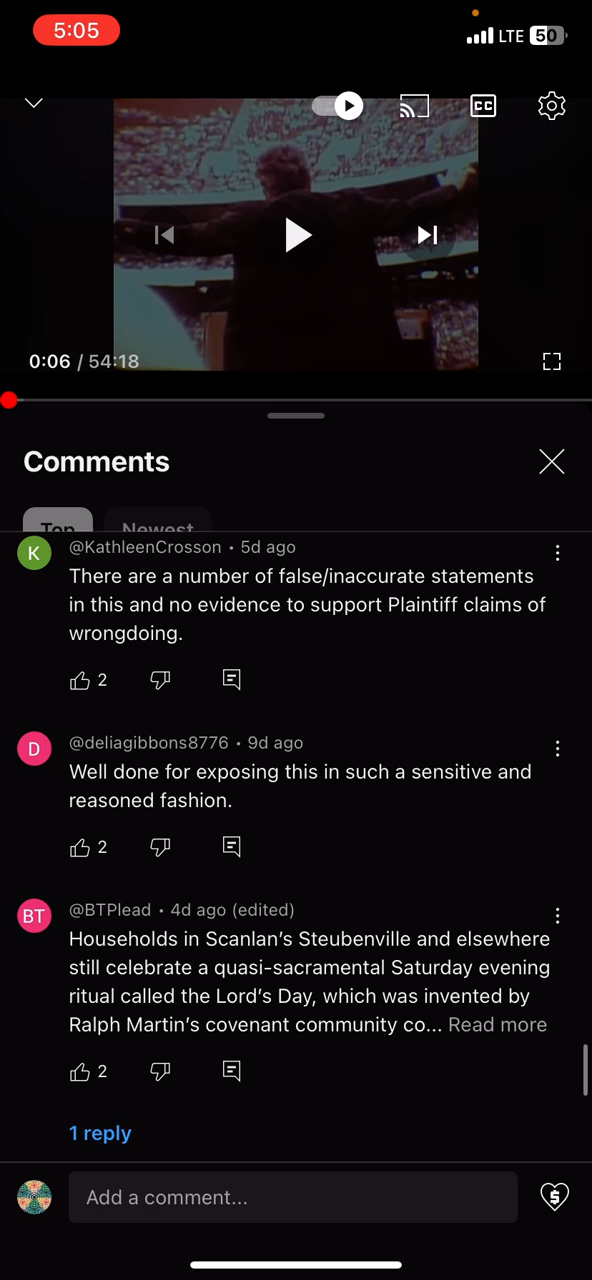 5:05
LTE 50
CC
0:06 / 54:18
Comments
Top Newest
K @KathleenCrosson • 5d ago
There are a number of false/inaccurate statements
in this and no evidence to support Plaintiff claims of
wrongdoing.
2
D @deliagibbons8776 • 9d ago
Well done for exposing this in such a sensitive and
reasoned fashion.
2
BT @BTPlead • 4d ago (edited)
Households in Scanlan’s Steubenville and elsewhere
still celebrate a quasi-sacramental Saturday evening
ritual called the Lord’s Day, which was invented by
Ralph Martin’s covenant community co... Read more
2
1 reply
Add a comment...
$